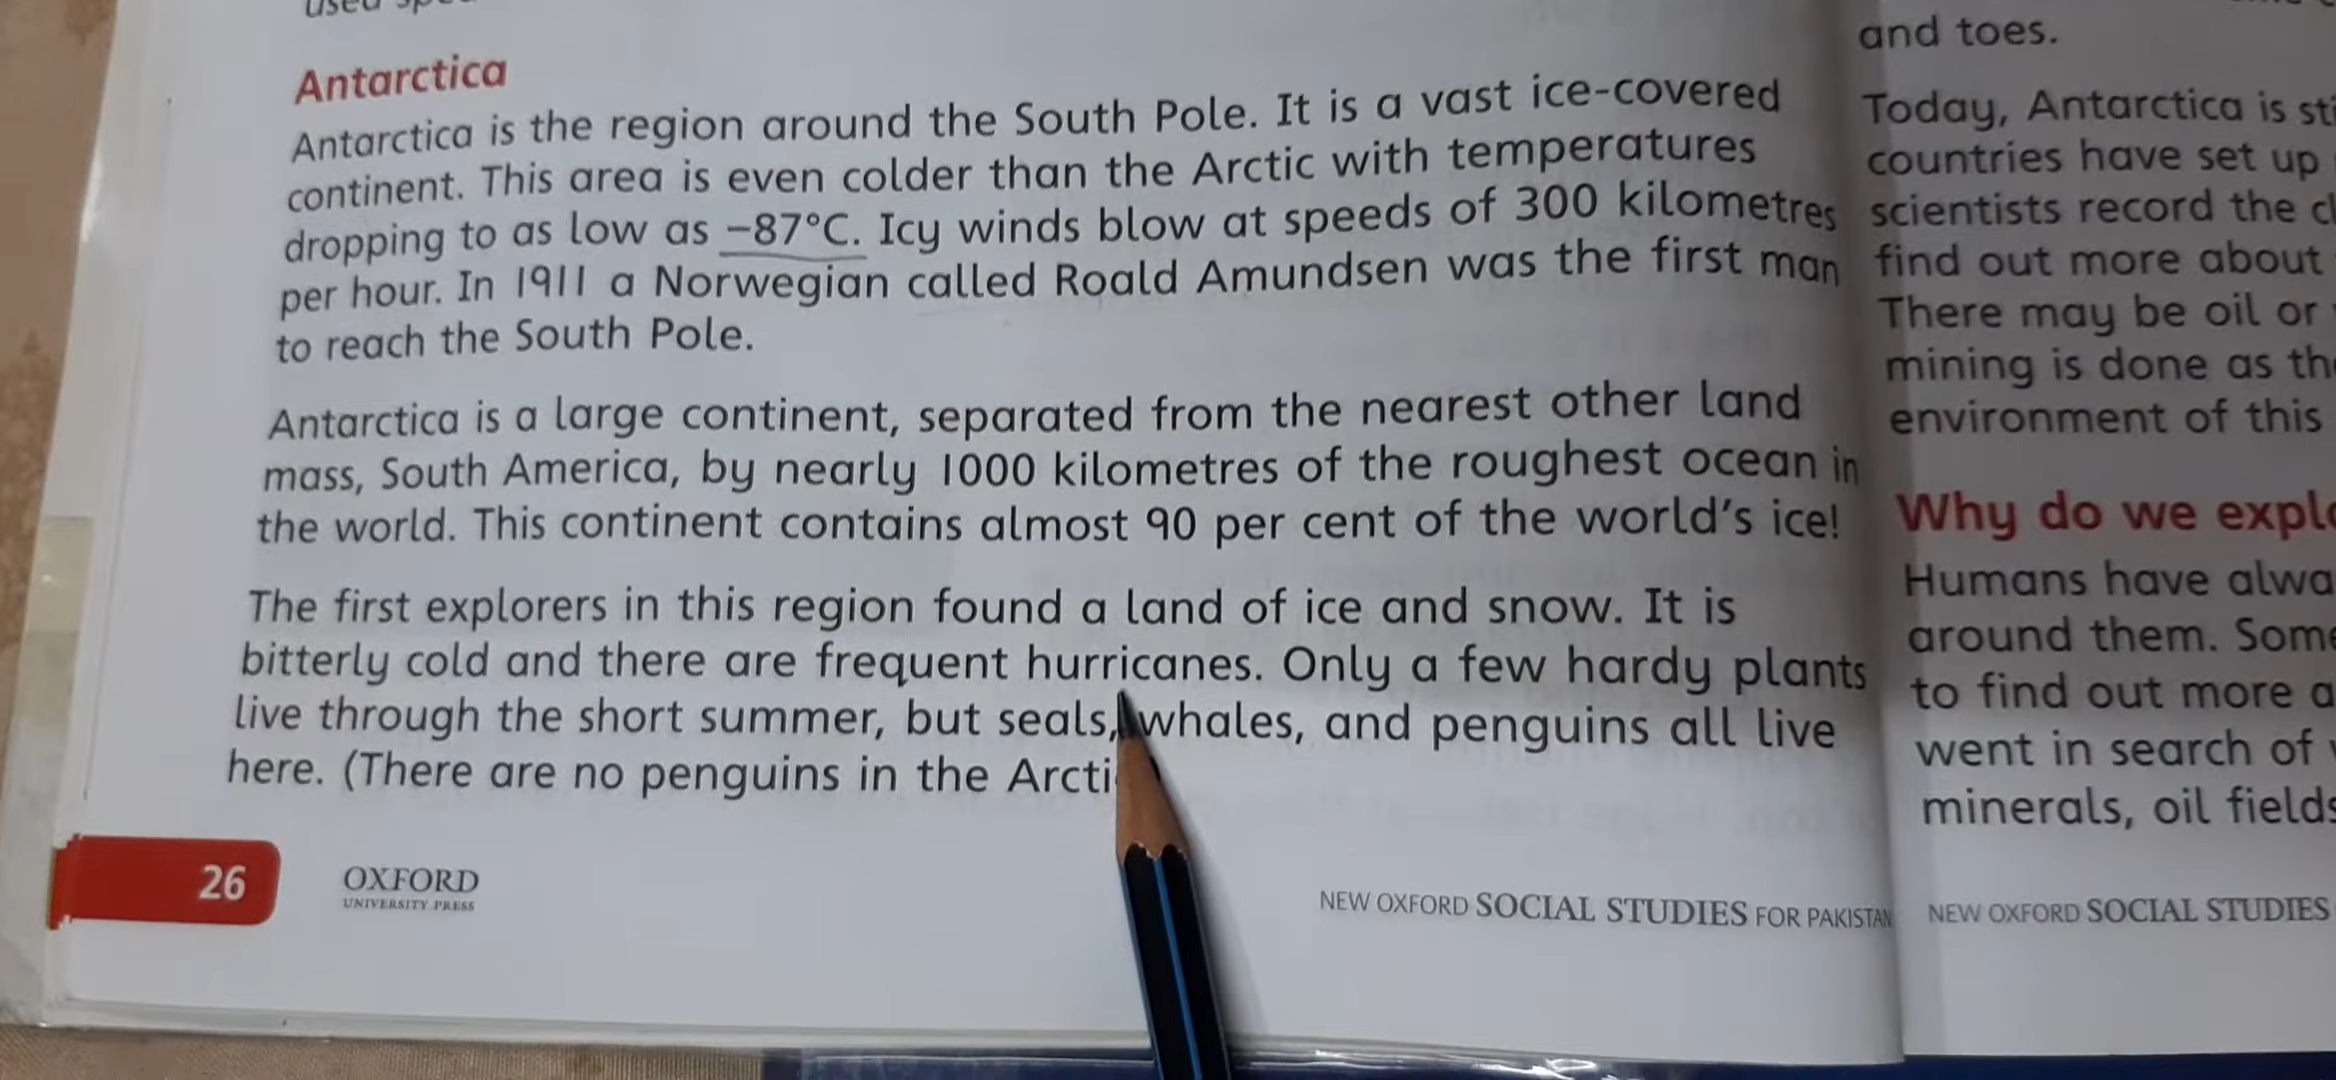 used
Antarctica
Antarctica is the region around the South Pole. It is a vast ice-covered
continent. This area is even colder than the Arctic with temperatures
dropping to as low as –87°C. Icy winds blow at speeds of 300 kilometres
per hour. In 1911 a Norwegian called Roald Amundsen was the first man
to reach the South Pole.
Antarctica is a large continent, separated from the nearest other land
mass, South America, by nearly 1000 kilometres of the roughest ocean in
the world. This continent contains almost 90 per cent of the world's ice!
The first explorers in this region found a land of ice and snow. It is
bitterly cold and there are frequent hurricanes. Only a few hardy plants
live through the short summer, but seals, whales, and penguins all live
here. (There are no penguins in the
26
OXFORD
UNIVERSITY PRESS
NEW OXFORD SOCIAL STUDIES FOR PAKISTAN
and toes.
Today, Antarctica is
countries have set up
scientists record the
find out more about
There may be oil or
mining is done as
environment of this
Why do we
Humans have
around them.
to find out more
went in search of
minerals, oil
NEW OXFORD SOCIAL STUDIES